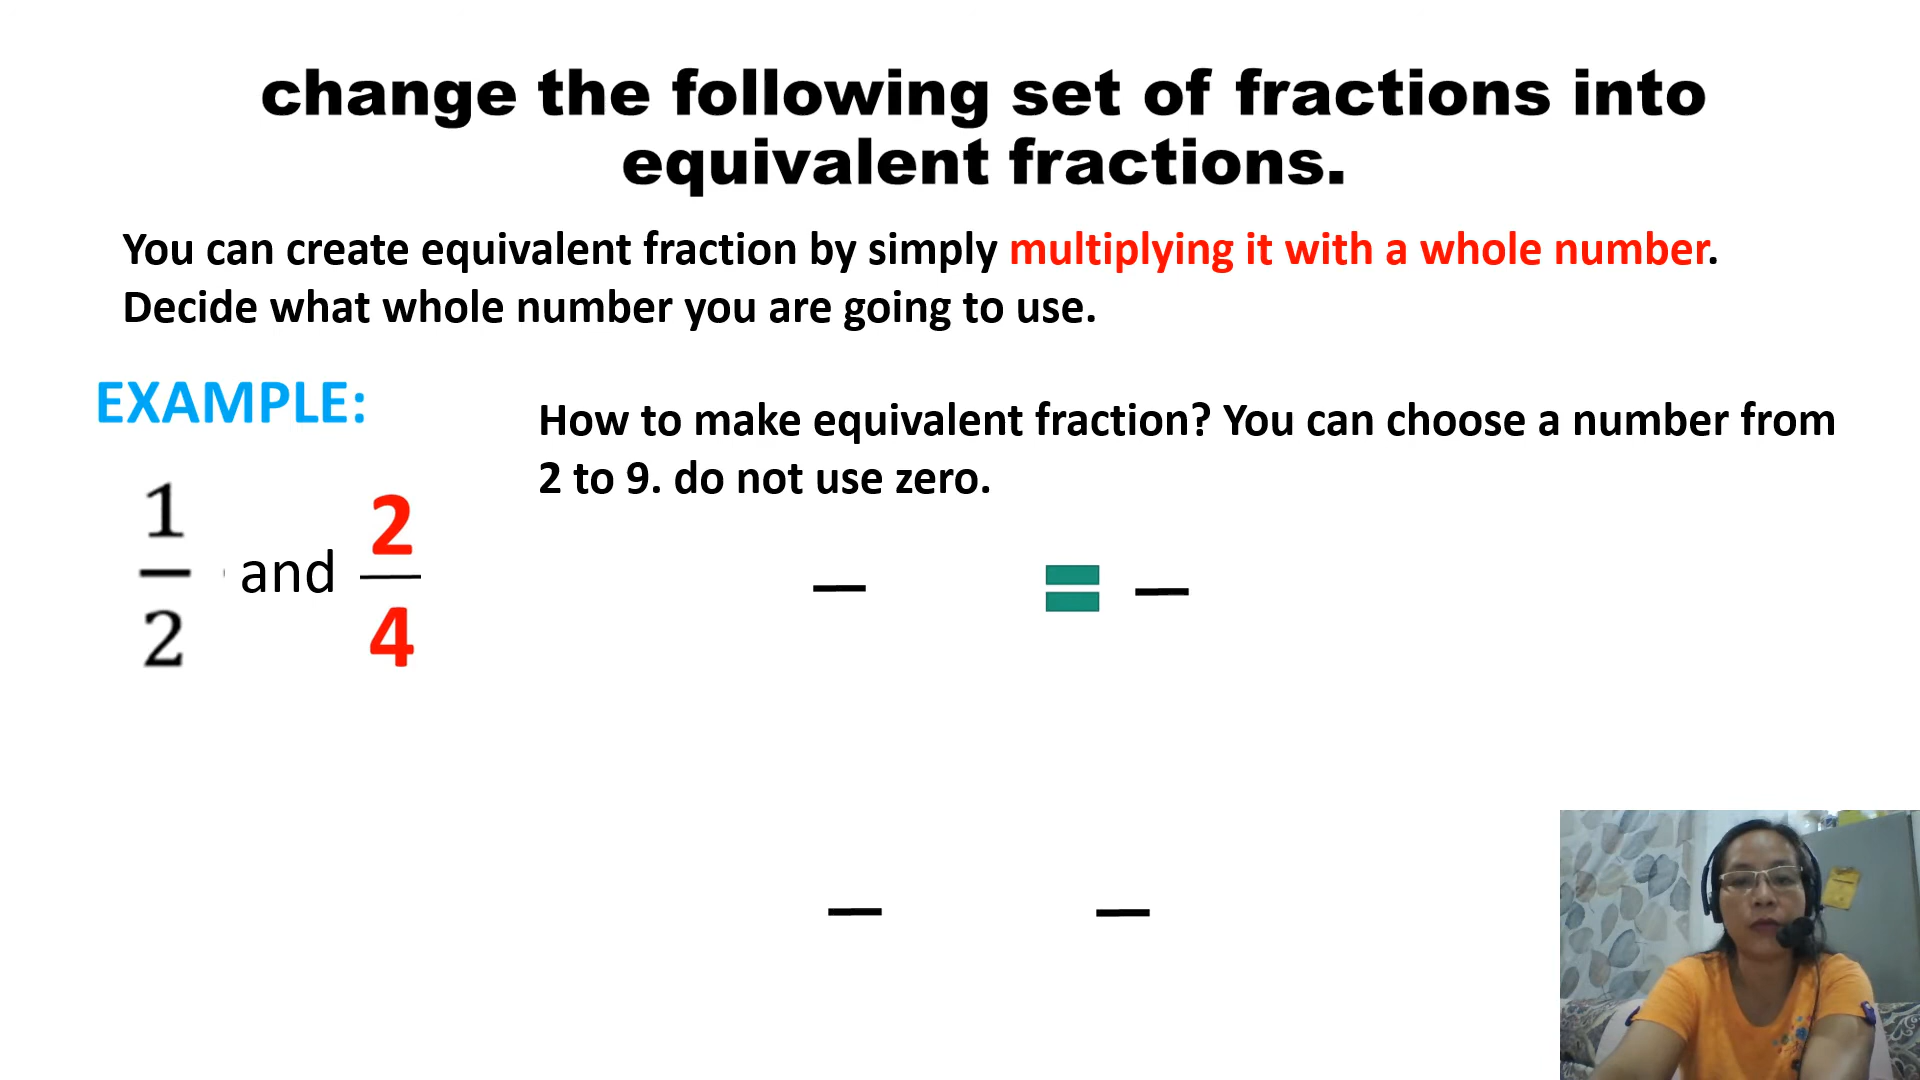 change the following set of fractions into
equivalent fractions.
You can create equivalent fraction by simply multiplying it with a whole number.
Decide what whole number you are going to use.
EXAMPLE:
How to make equivalent fraction? You can choose a number from
2 to 9. do not use zero.
1/2 and 2/4
=